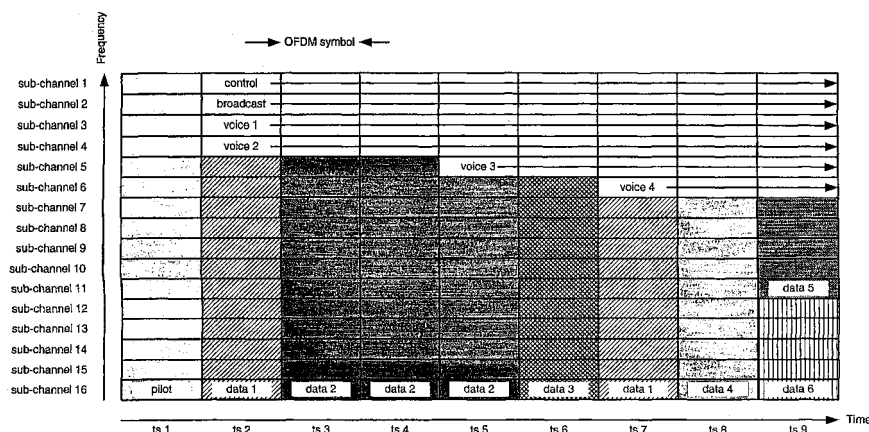 OFDM symbol
Frequency
sub-channel 1 control
sub-channel 2 broadcast
sub-channel 3 voice 1
sub-channel 4 voice 2
sub-channel 5 voice 3
sub-channel 6 voice 4
sub-channel 7
sub-channel 8
sub-channel 9
sub-channel 10
sub-channel 11 data 5
sub-channel 12
sub-channel 13
sub-channel 14
sub-channel 15
sub-channel 16 pilot data 1 data 2 data 2 data 2 data 3 data 1 data 4 data 6
Time
ts 1 ts 2 ts 3 ts 4 ts 5 ts 6 ts 7 ts 8 ts 9